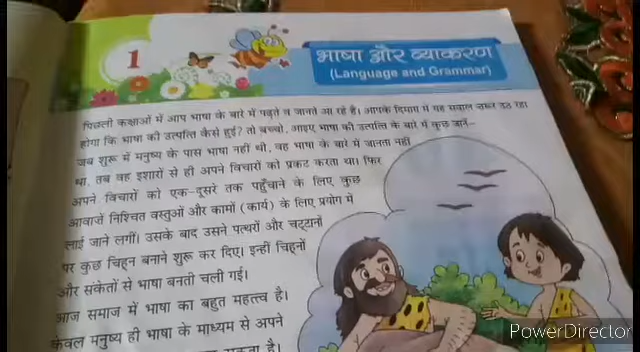 1
भाषा और व्याकरण
(Language and Grammar)
पिछली कक्षाओं में आप भाषा के बारे में पढ़ते व जानते आ रहे हैं। आपके दिमाग में यह सवाल ज़रूर उठ रहा
होगा कि भाषा की उत्पत्ति कैसे हुई? तो बच्चो, आइए भाषा की उत्पत्ति के बारे में कुछ जानें–
जब शुरू में मनुष्य के पास भाषा नहीं थी, वह भाषा के बारे में जानता नहीं
था, तब वह इशारों से ही अपने विचारों को प्रकट करता था। फिर
अपने विचारों को एक-दूसरे तक पहुँचाने के लिए कुछ
आवाजें निश्चित वस्तुओं और कामों (कार्य) के लिए प्रयोग में
लाई जाने लगीं। उसके बाद उसने पत्थरों और चट्टानों
पर कुछ चिह्न बनाने शुरू कर दिए। इन्हीं चिह्नों
और संकेतों से भाषा बनती चली गई।
आज समाज में भाषा का बहुत महत्त्व है।
केवल मनुष्य ही भाषा के माध्यम से अपने
सकता है।
PowerDirector